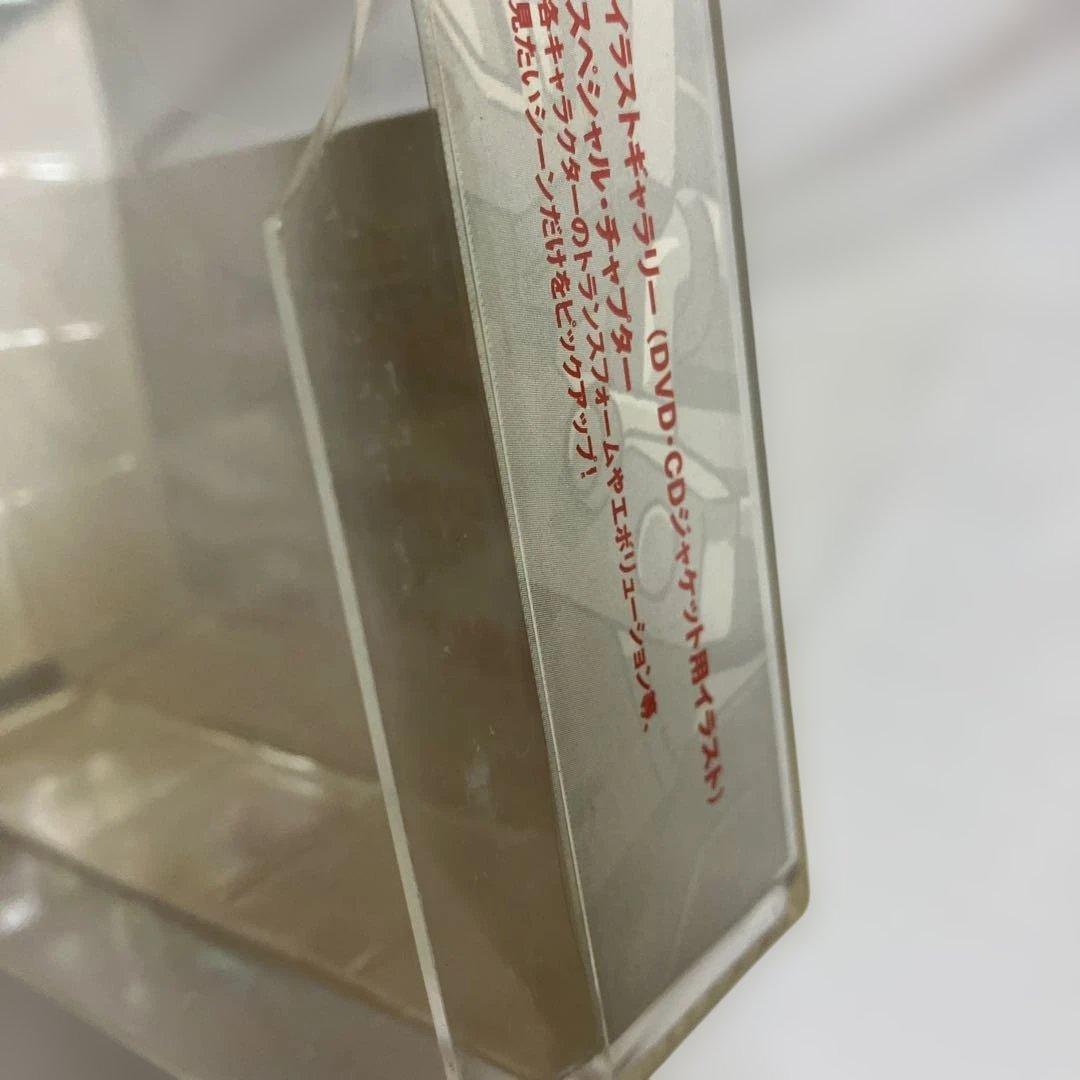 イラストギャラリー（DVD・CDジャケット用イラスト）
スペシャル・チャプター
各キャラクターのトランスフォームやエボリューション等、
見たいシーンだけをピックアップ！